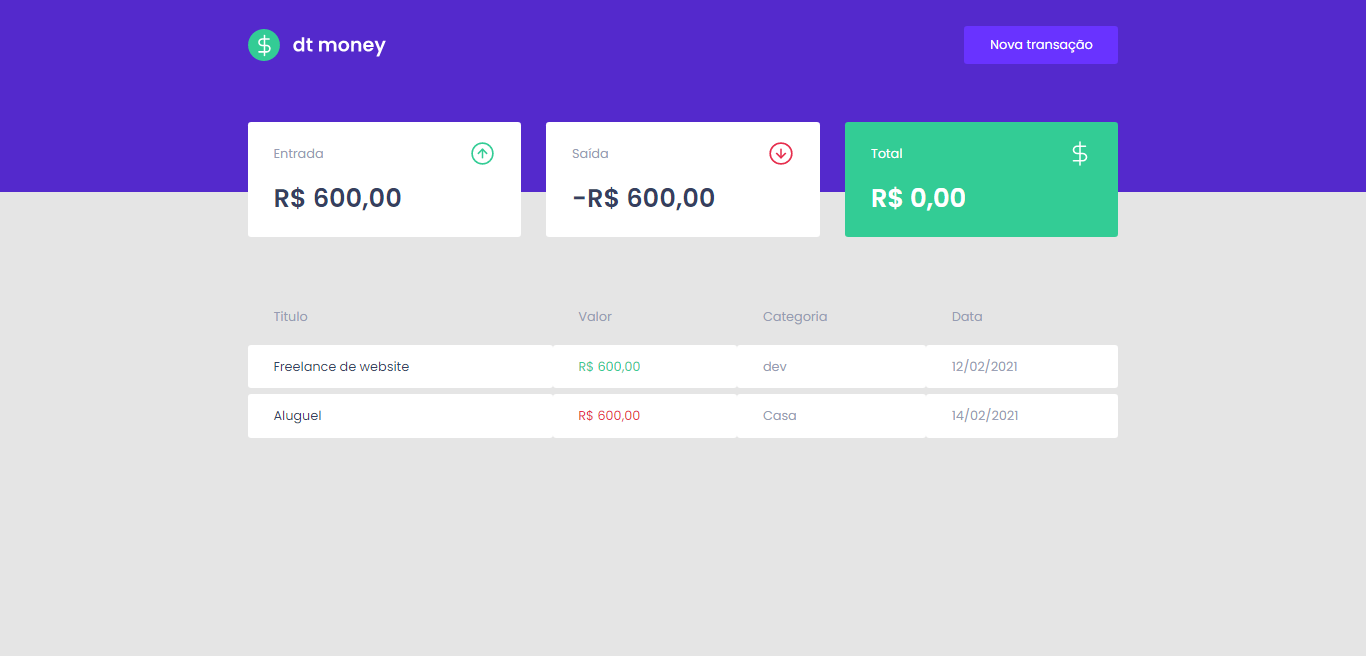 dt money
Nova transação
Entrada
Saída
Total
R$ 600,00
-R$ 600,00
R$ 0,00
Título Valor Categoria Data
Freelance de website R$ 600,00 dev 12/02/2021
Aluguel R$ 600,00 Casa 14/02/2021